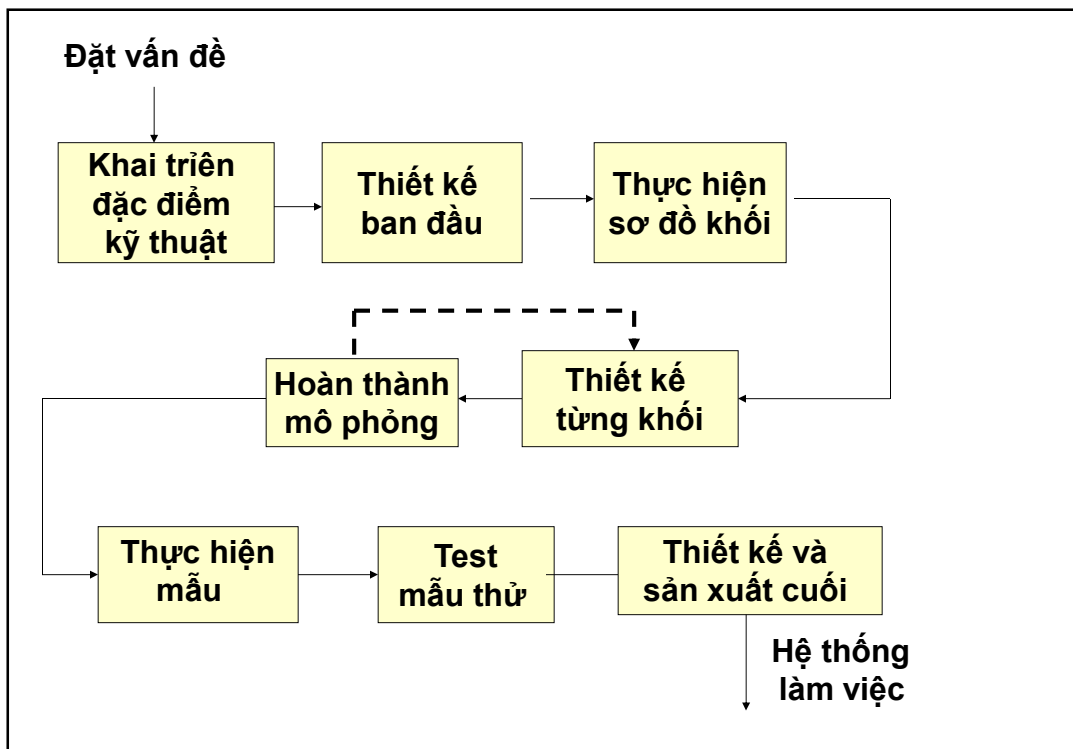 Đặt vấn đề
Khai triên
đặc điểm
kỹ thuật
Thiết kế
ban đầu
Thực hiện
sơ đồ khối
Hoàn thành
mô phỏng
Thiết kế
từng khối
Thực hiện
mẫu
Test
mẫu thử
Thiết kế và
sản xuất cuối
Hệ thống
làm việc